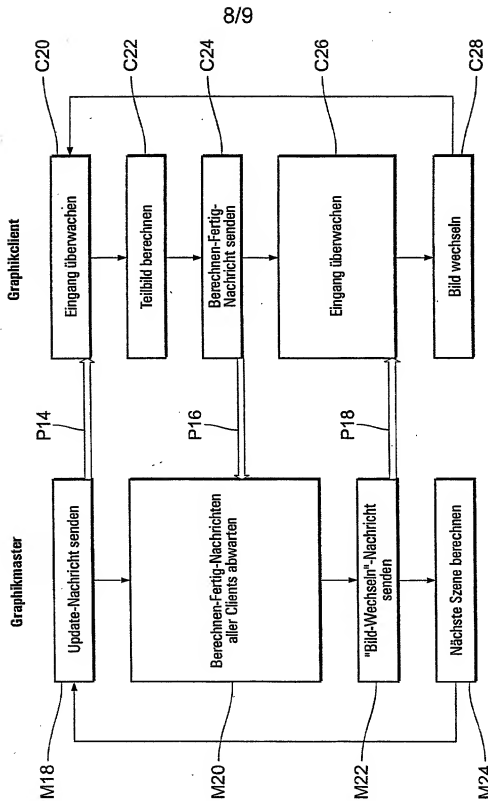 8/9
Graphikmaster
Graphikclient
M18
Update-Nachricht senden
P14
Eingang überwachen
C20
Teilbild berechnen
C22
M20
Berechnen-Fertig-Nachrichten
aller Clients abwarten
P16
Berechnen-Fertig-
Nachricht senden
C24
Eingang überwachen
C26
M22
"Bild-Wechseln"-Nachricht
senden
P18
M24
Nächste Szene berechnen
Bild wechseln
C28